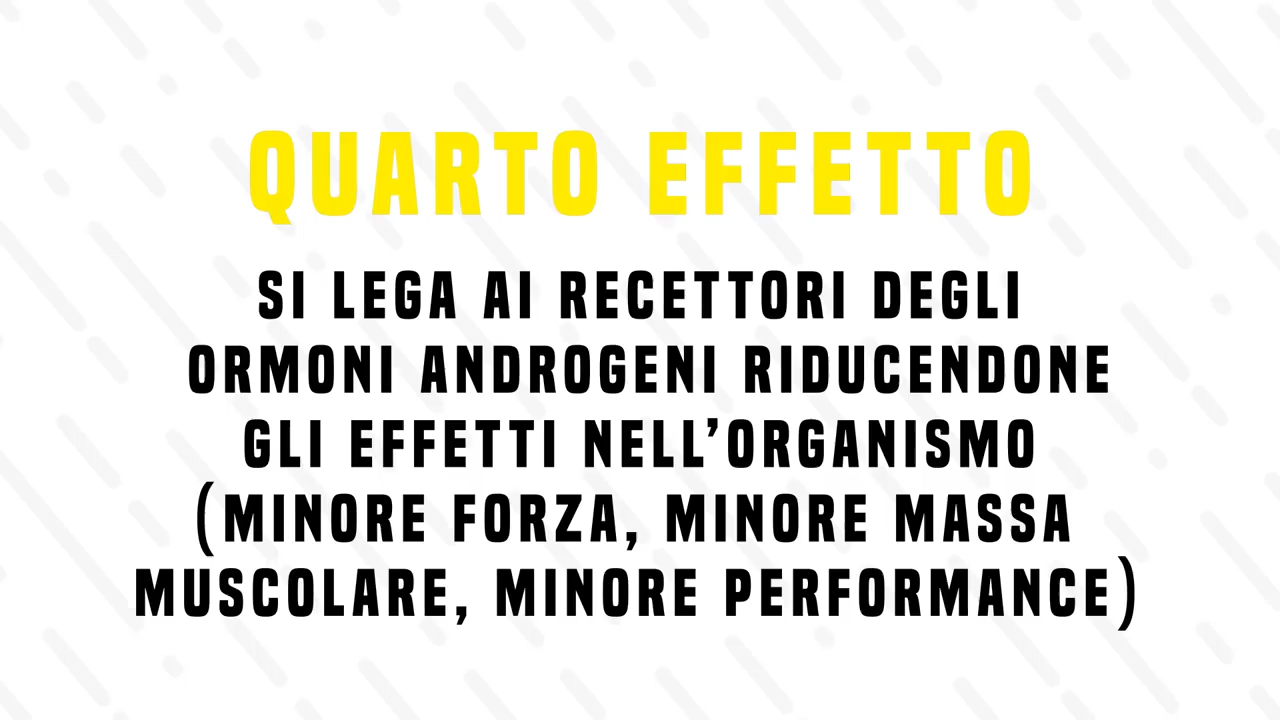 QUARTO EFFETTO
SI LEGA AI RECETTORI DEGLI
ORMONI ANDROGENI RIDUCENDONE
GLI EFFETTI NELL’ORGANISMO
(MINORE FORZA, MINORE MASSA
MUSCOLARE, MINORE PERFORMANCE)